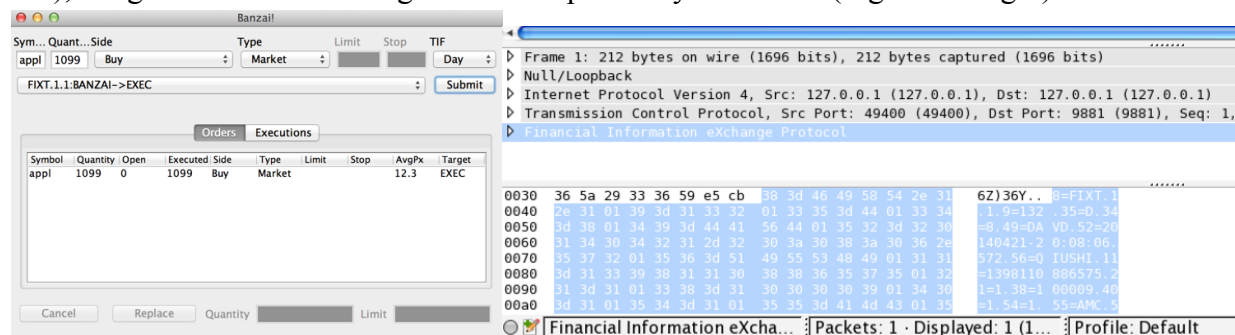 Banzai!
Sym... Quant...Side Type Limit Stop TIF
appl 1099 Buy Market Day
FIXT.1.1:BANZAI->EXEC Submit
Orders Executions
Symbol Quantity Open Executed Side Type Limit Stop AvgPx Target
appl 1099 0 1099 Buy Market 12.3 EXEC
Cancel Replace Quantity Limit
Frame 1: 212 bytes on wire (1696 bits), 212 bytes captured (1696 bits)
Null/Loopback
Internet Protocol Version 4, Src: 127.0.0.1 (127.0.0.1), Dst: 127.0.0.1 (127.0.0.1)
Transmission Control Protocol, Src Port: 49400 (49400), Dst Port: 9881 (9881), Seq: 1,
Financial Information eXchange Protocol
0030 36 5a 29 33 36 59 e5 cb 38 3d 46 49 58 54 2e 31 6Z)36Y.. 8=FIXT.1
0040 2e 31 01 39 3d 31 33 32 01 33 35 3d 44 01 33 34 .1.9=132 .35=D.34
0050 3d 38 01 34 39 3d 44 41 56 44 01 35 32 3d 32 30 =8.49=DA VD.52=20
0060 31 34 30 34 32 31 2d 32 30 3a 30 38 3a 30 36 2e 140421-2 0:08:06.
0070 35 37 32 01 35 36 3d 51 49 55 53 48 49 01 31 31 572.56=Q IUSHI.11
0080 3d 31 33 39 38 31 31 30 38 38 36 35 37 35 01 32 =1398110 886575.2
0090 31 3d 31 01 33 38 3d 31 30 30 30 30 39 01 34 30 1=1.38=1 00009.40
00a0 3d 31 01 35 34 3d 31 01 35 35 3d 41 4d 43 01 35 =1.54=1. 55=AMC.5
Financial Information eXcha... Packets: 1 · Displayed: 1 (1... Profile: Default